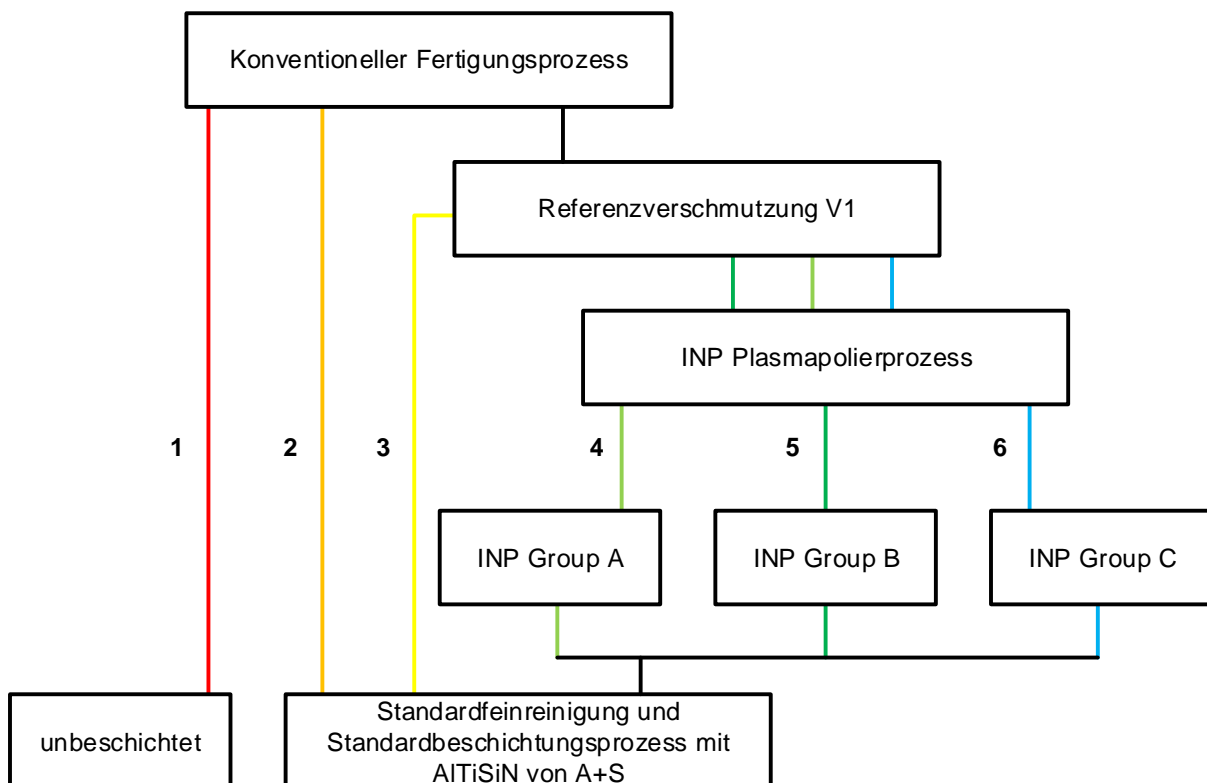 Konventioneller Fertigungsprozess
Referenzverschmutzung V1
INP Plasmapolierprozess
1
2
3
4
5
6
INP Group A
INP Group B
INP Group C
unbeschichtet
Standardfeinreinigung und
Standardbeschichtungsprozess mit
AlTiSiN von A+S